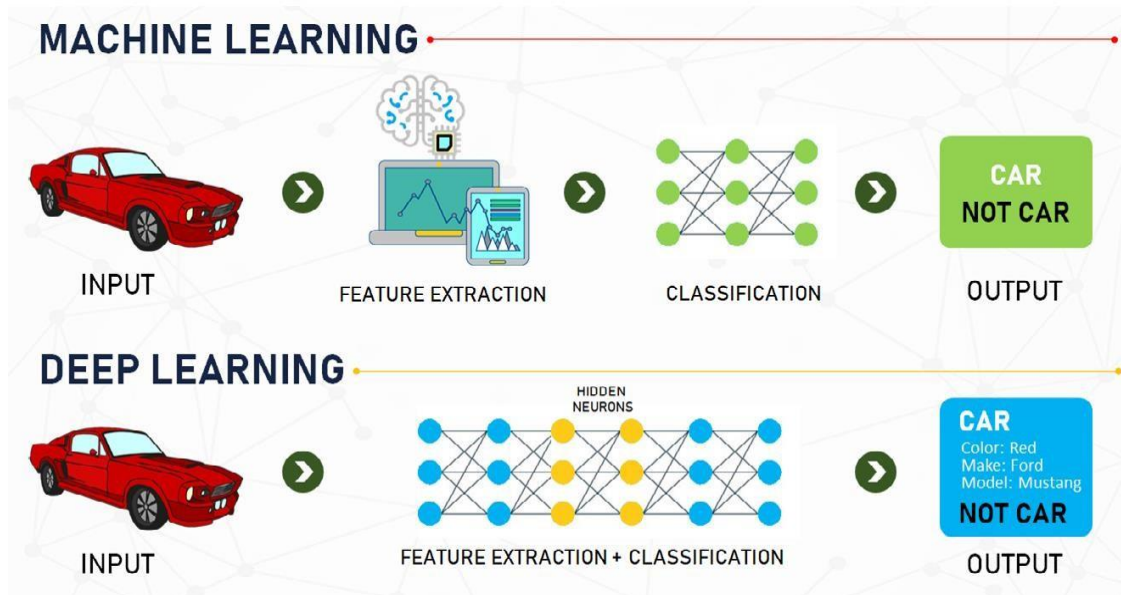 MACHINE LEARNING
INPUT
FEATURE EXTRACTION
CLASSIFICATION
CAR
NOT CAR
OUTPUT
DEEP LEARNING
HIDDEN
NEURONS
INPUT
FEATURE EXTRACTION + CLASSIFICATION
CAR
Color: Red
Make: Ford
Model: Mustang
NOT CAR
OUTPUT